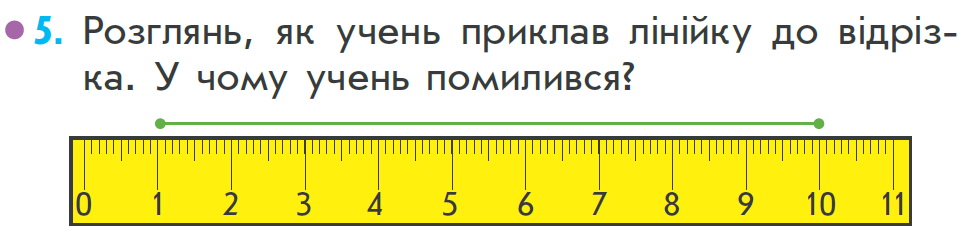 5. Розглянь, як учень приклав лінійку до відріз-
ка. У чому учень помилився?
0 1 2 3 4 5 6 7 8 9 10 11